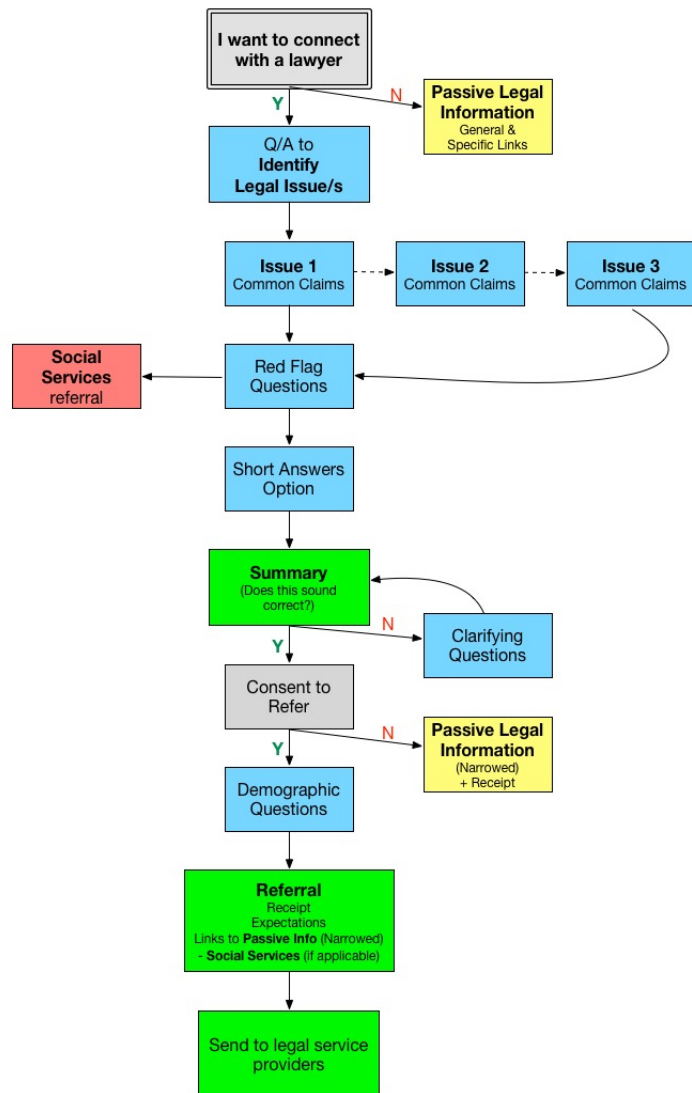 I want to connect
with a lawyer
Y
N
Passive Legal
Information
General &
Specific Links
Q/A to
Identify
Legal Issue/s
Issue 1
Common Claims
Issue 2
Common Claims
Issue 3
Common Claims
Social
Services
referral
Red Flag
Questions
Short Answers
Option
Summary
(Does this sound
correct?)
Y
N
Clarifying
Questions
Consent to
Refer
Y
N
Passive Legal
Information
(Narrowed)
+ Receipt
Demographic
Questions
Referral
Receipt
Expectations
Links to Passive Info (Narrowed)
- Social Services (if applicable)
Send to legal service
providers